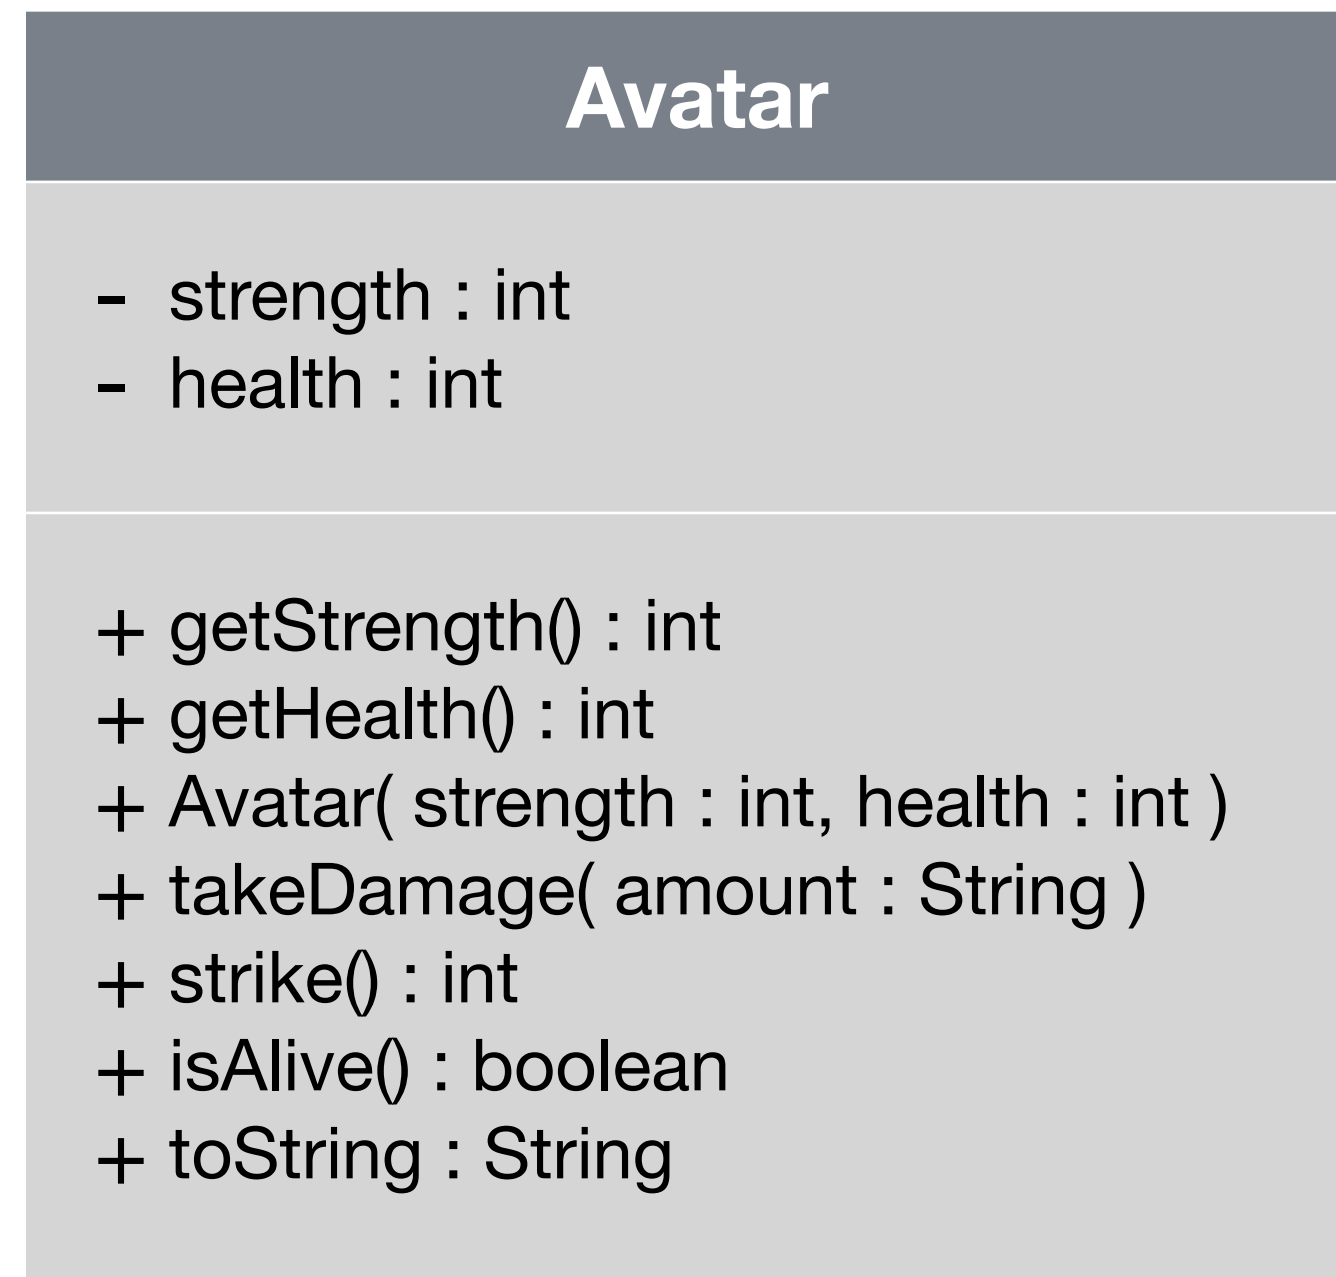 Avatar
- strength : int
- health : int
+ getStrength() : int
+ getHealth() : int
+ Avatar( strength : int, health : int )
+ takeDamage( amount : String )
+ strike() : int
+ isAlive() : boolean
+ toString : String